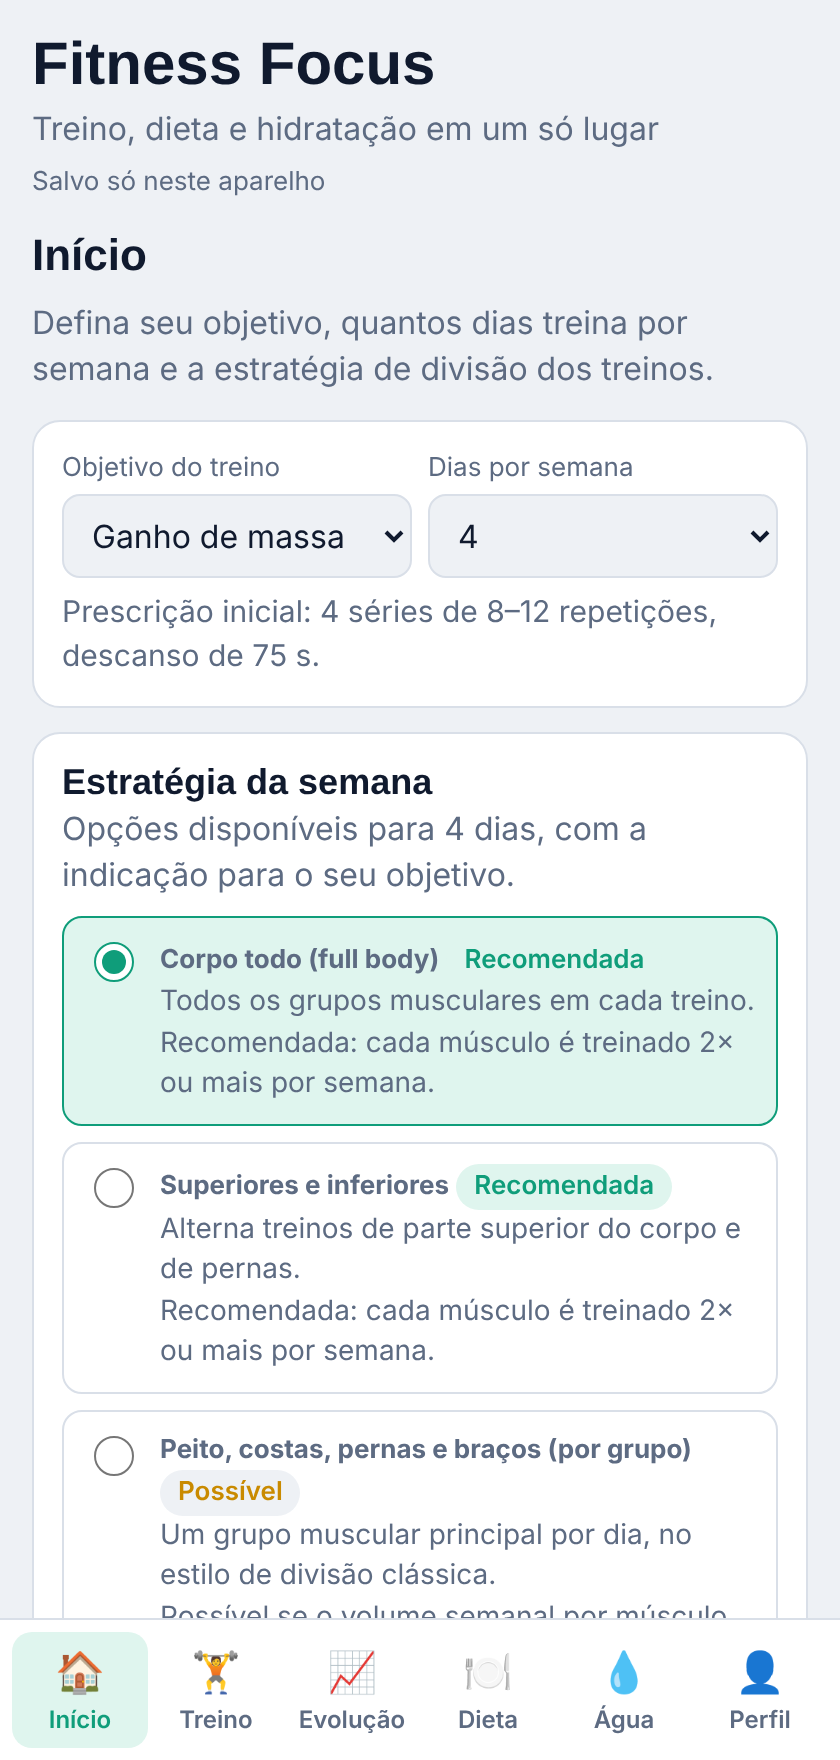 Fitness Focus
Treino, dieta e hidratação em um só lugar
Salvo só neste aparelho
Início
Defina seu objetivo, quantos dias treina por
semana e a estratégia de divisão dos treinos.
Objetivo do treino
Dias por semana
Ganho de massa
4
Prescrição inicial: 4 séries de 8–12 repetições,
descanso de 75 s.
Estratégia da semana
Opções disponíveis para 4 dias, com a
indicação para o seu objetivo.
Corpo todo (full body) Recomendada
Todos os grupos musculares em cada treino.
Recomendada: cada músculo é treinado 2×
ou mais por semana.
Superiores e inferiores Recomendada
Alterna treinos de parte superior do corpo e
de pernas.
Recomendada: cada músculo é treinado 2×
ou mais por semana.
Peito, costas, pernas e braços (por grupo)
Possível
Um grupo muscular principal por dia, no
estilo de divisão clássica.
Possível se o volume semanal por músculo
Início
Treino
Evolução
Dieta
Água
Perfil